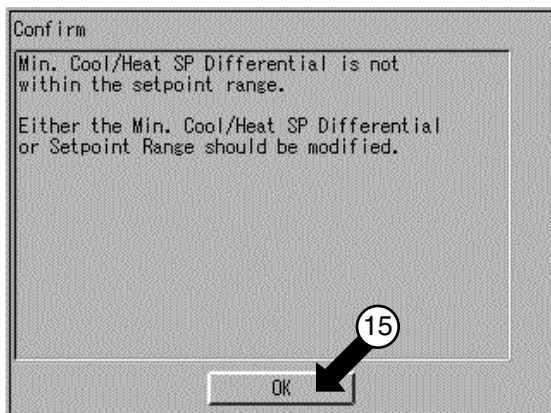 Confirm
Min. Cool/Heat SP Differential is not
within the setpoint range.
Either the Min. Cool/Heat SP Differential
or Setpoint Range should be modified.
15
OK